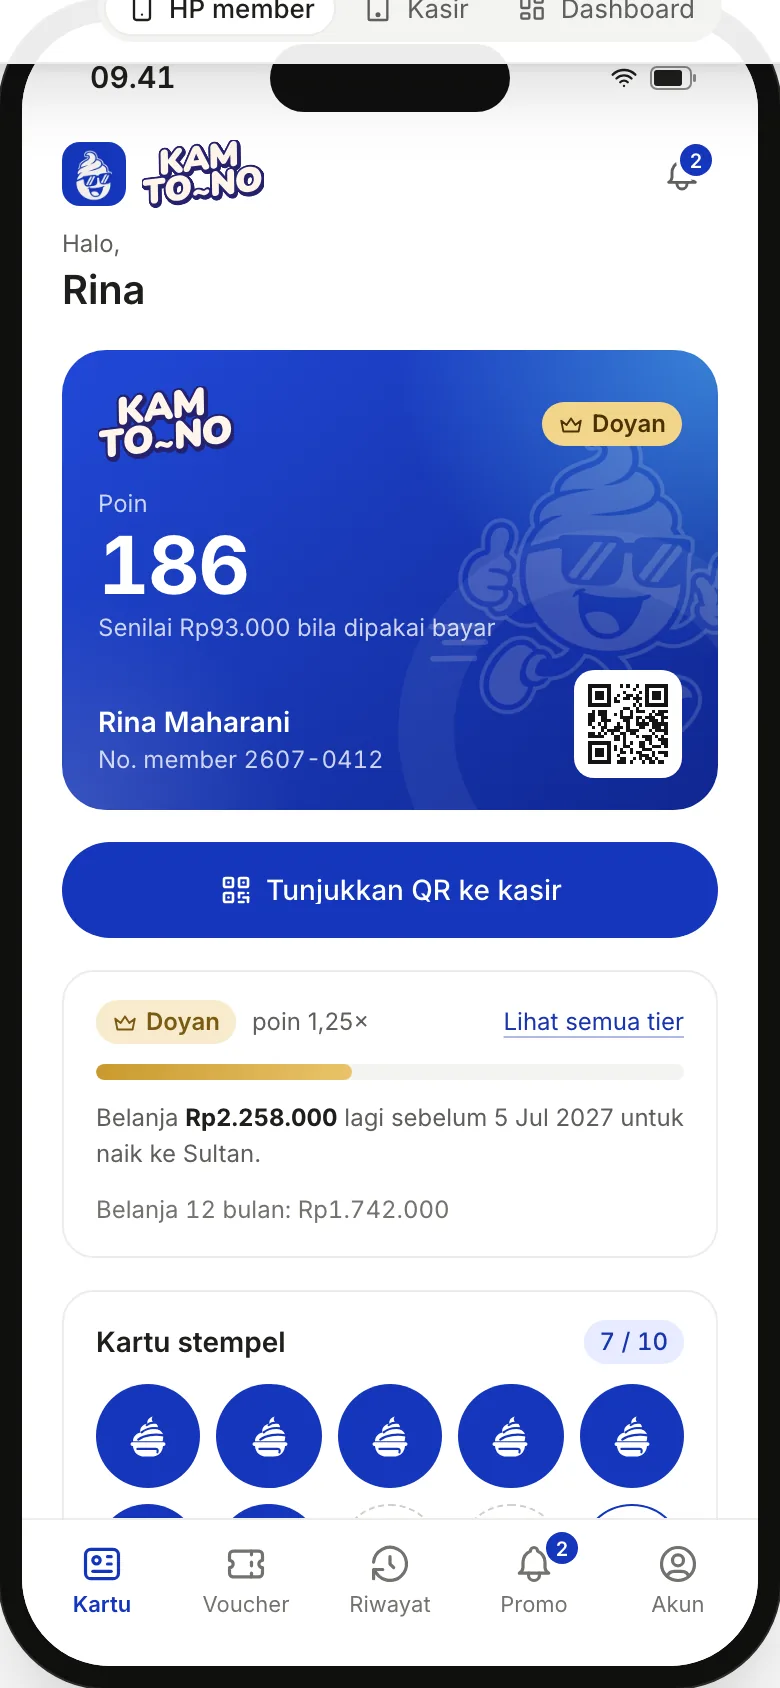 HP member
Kasir
Dashboard
09.41
KAM
TO~NO
2
Halo,
Rina
KAM
TO~NO
Doyan
Poin
186
Senilai Rp93.000 bila dipakai bayar
Rina Maharani
No. member 2607-0412
Tunjukkan QR ke kasir
Doyan
poin 1,25×
Lihat semua tier
Belanja Rp2.258.000 lagi sebelum 5 Jul 2027 untuk
naik ke Sultan.
Belanja 12 bulan: Rp1.742.000
Kartu stempel
7 / 10
2
Kartu
Voucher
Riwayat
Promo
Akun